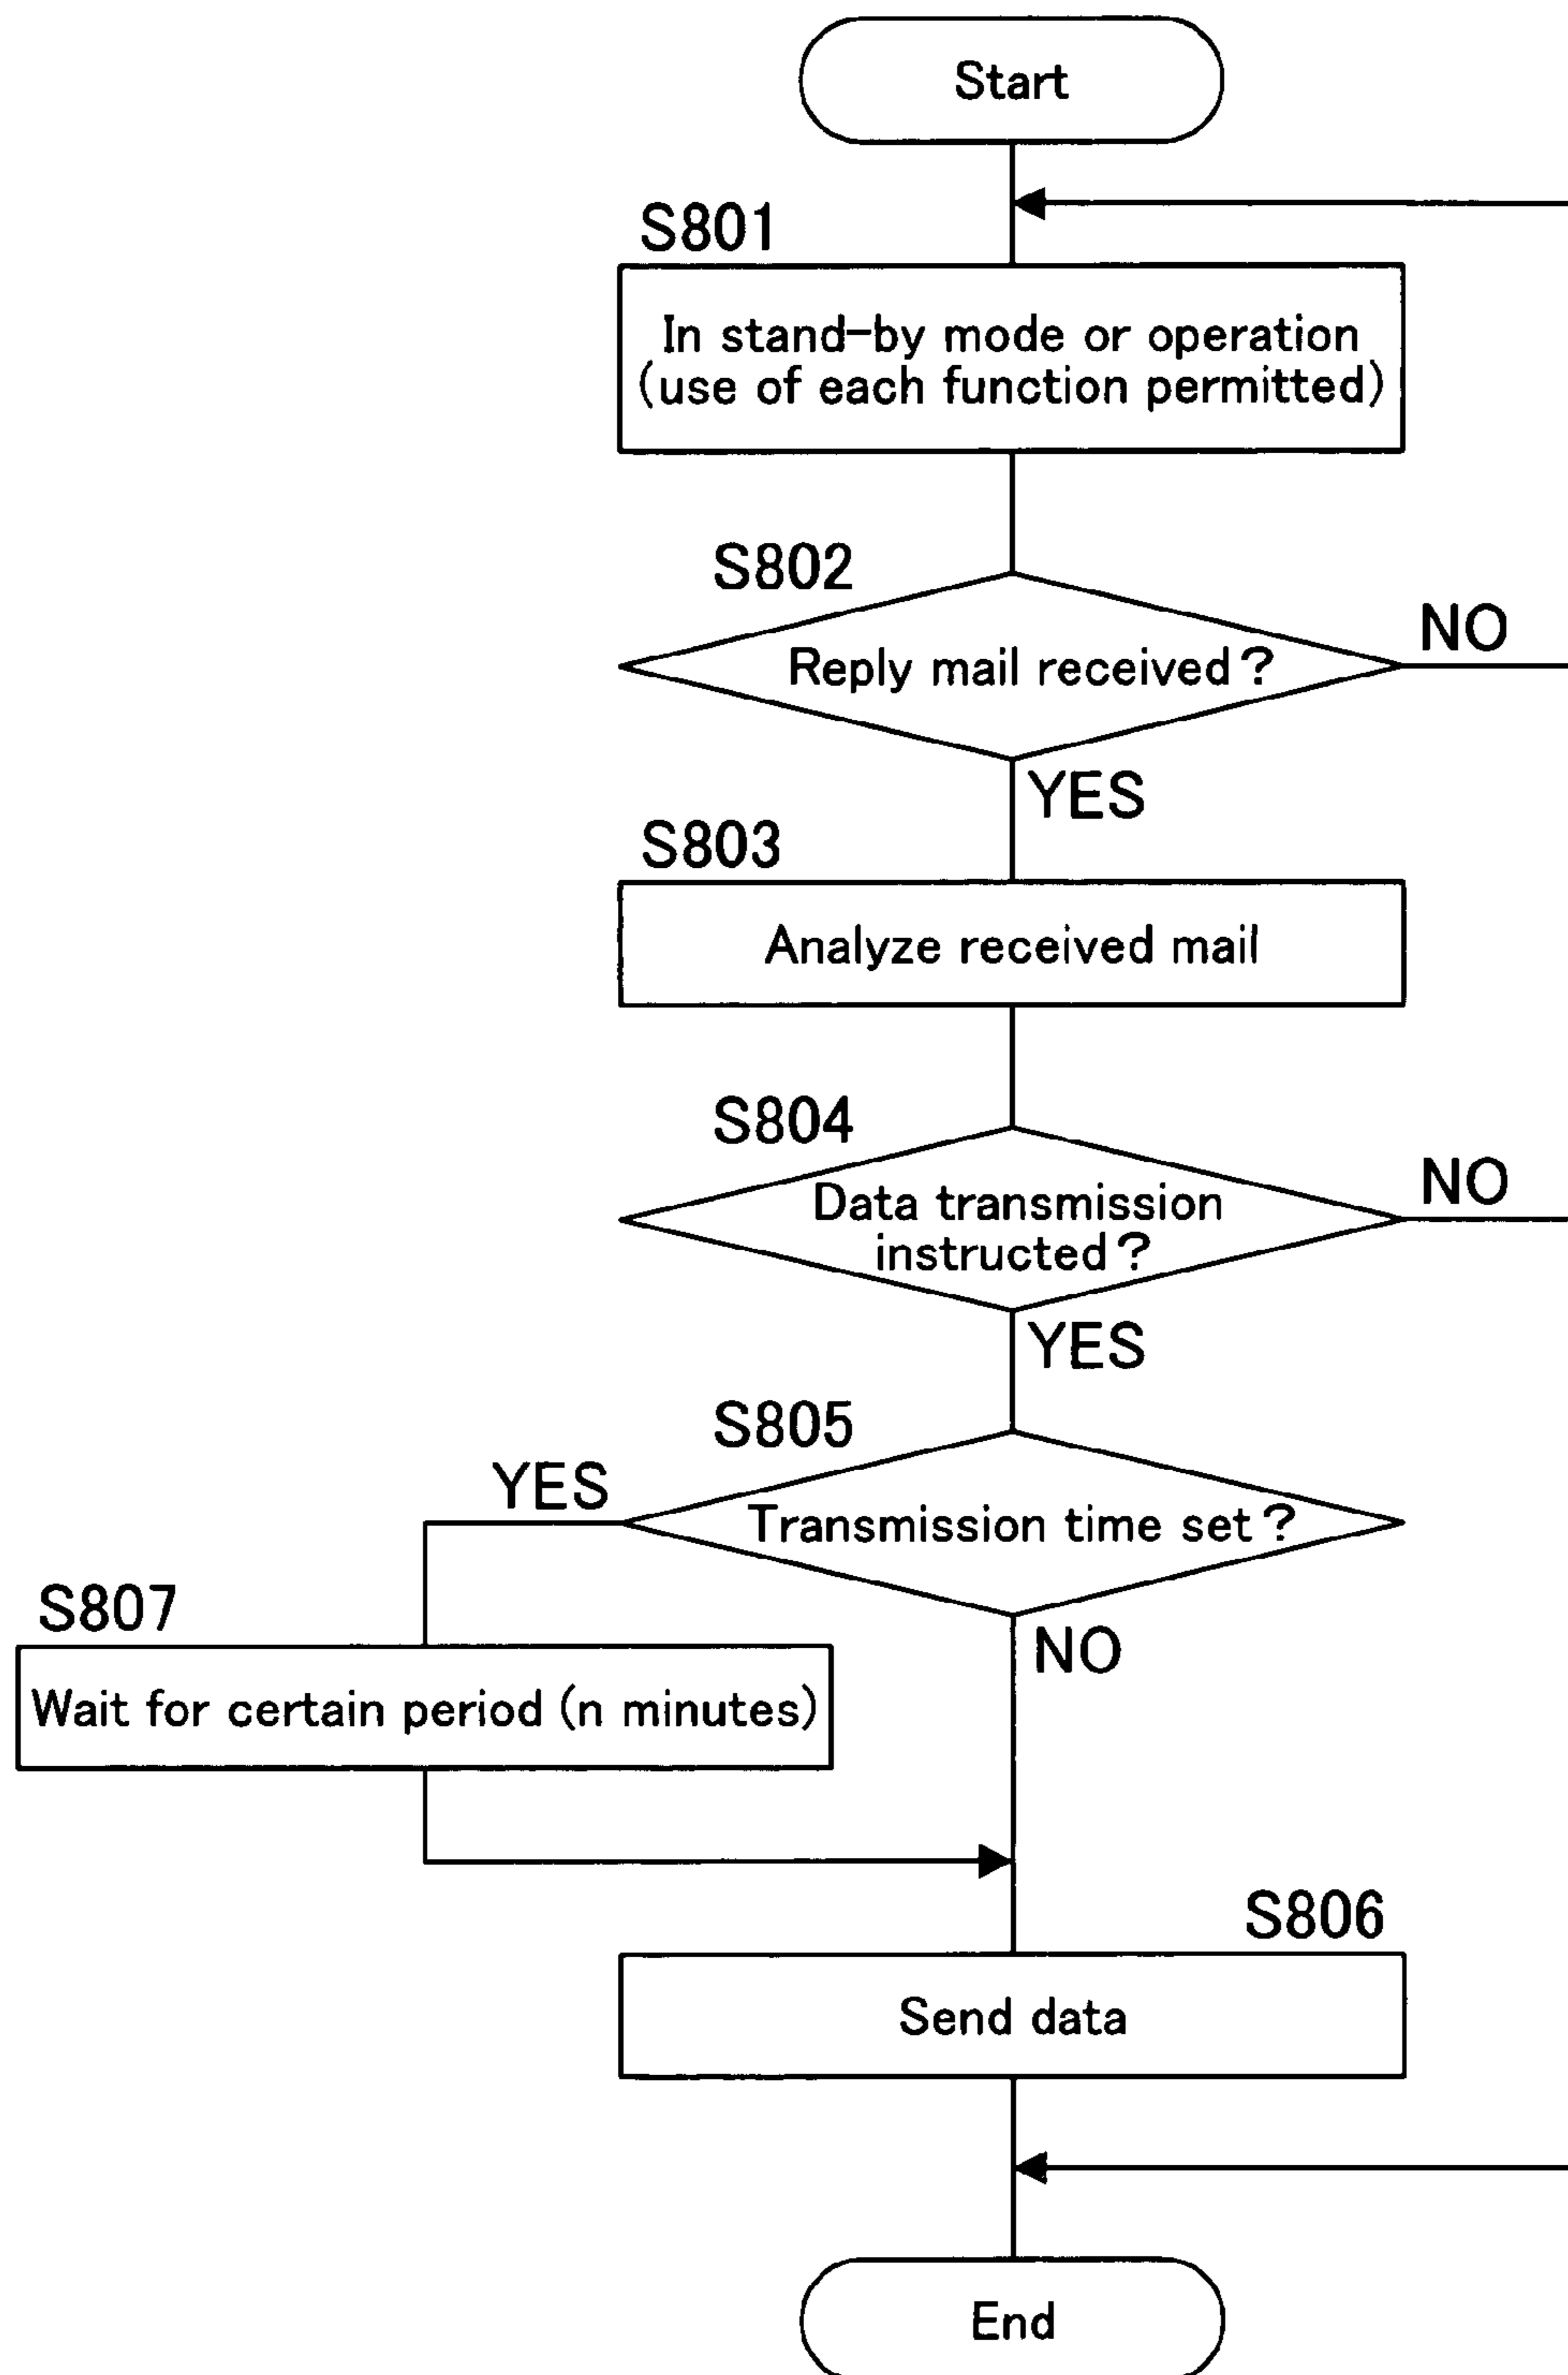 Start
S801
In stand-by mode or operation
(use of each function permitted)
S802
Reply mail received?
NO
YES
S803
Analyze received mail
S804
Data transmission
instructed?
NO
YES
S805
YES
Transmission time set?
S807
NO
Wait for certain period (n minutes)
S806
Send data
End